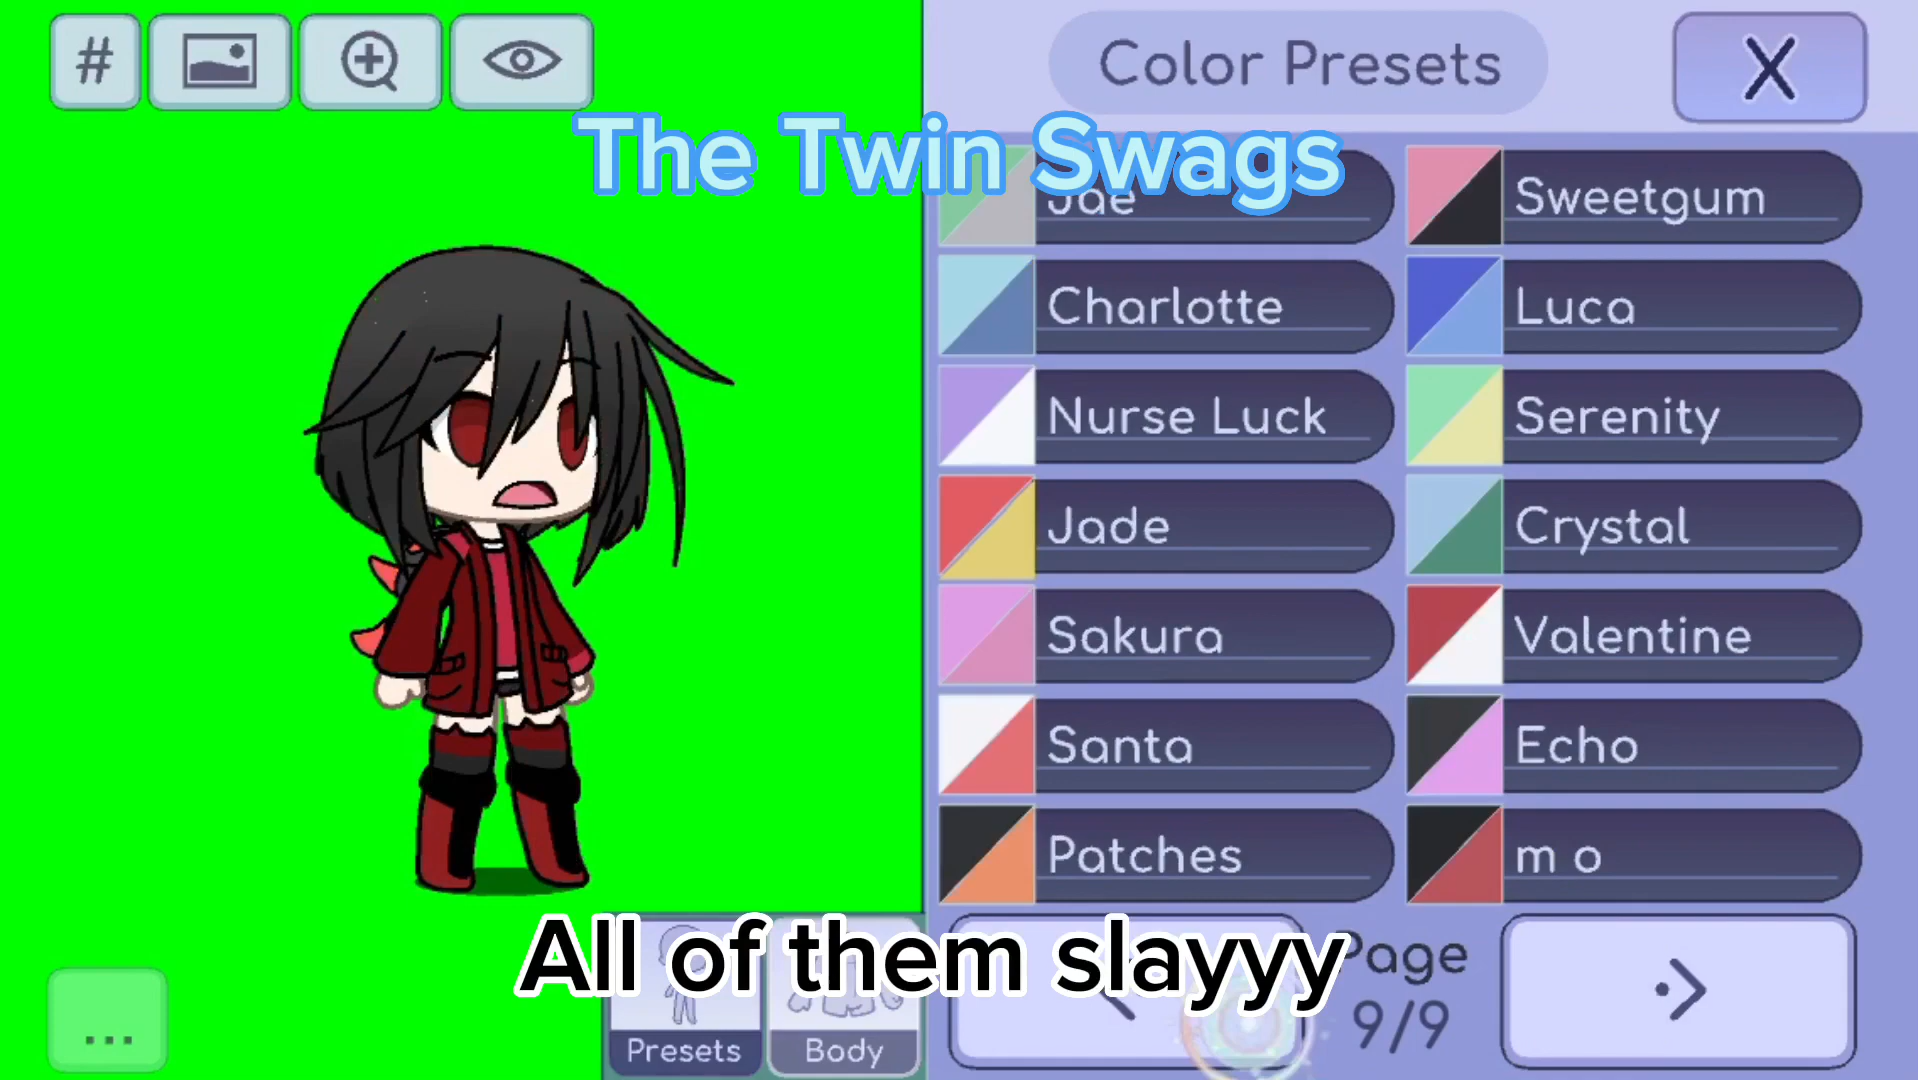 #
Color Presets
X
The Twin Swags
Jae
Sweetgum
Charlotte
Luca
Nurse Luck
Serenity
Jade
Crystal
Sakura
Valentine
Santa
Echo
Patches
m o
All of them slayyy
Page
9/9
...
Presets
Body